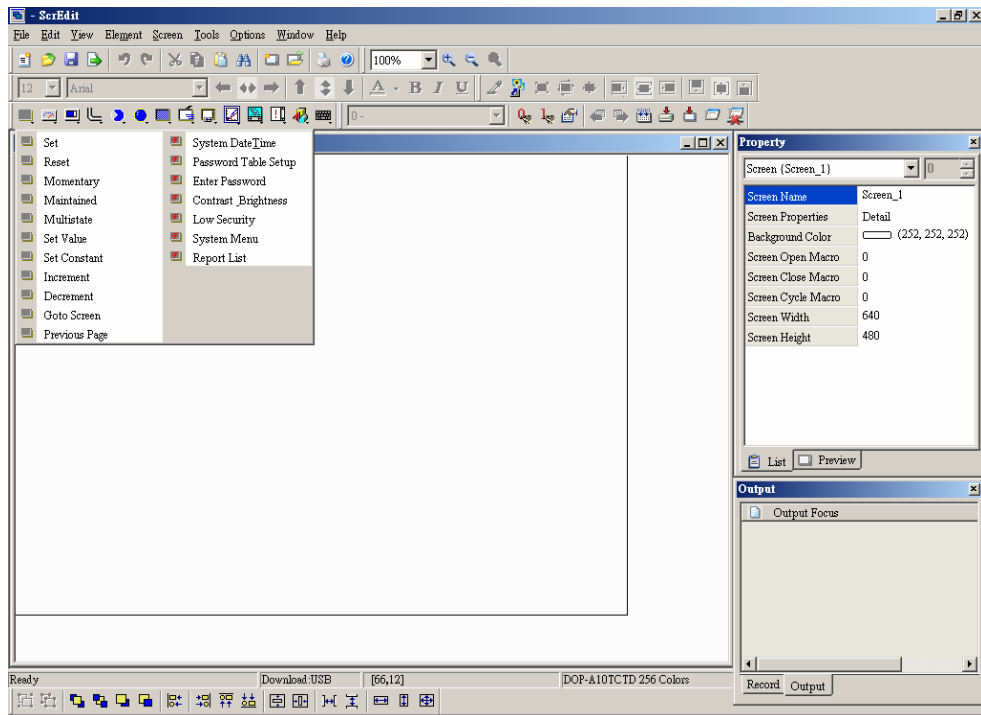 - ScrEdit
File Edit View Element Screen Tools Options Window Help
100%
12 Arial A B I U
0 -
Set
Reset
Momentary
Maintained
Multistate
Set Value
Set Constant
Increment
Decrement
Goto Screen
Previous Page
System DateTime
Password Table Setup
Enter Password
Contrast_Brightness
Low Security
System Menu
Report List
Property
Screen {Screen_1} 0
Screen Name Screen_1
Screen Properties Detail
Background Color (252, 252, 252)
Screen Open Macro 0
Screen Close Macro 0
Screen Cycle Macro 0
Screen Width 640
Screen Height 480
List Preview
Output
Output Focus
Record Output
Ready Download:USB [66,12] DOP-A10TCTD 256 Colors